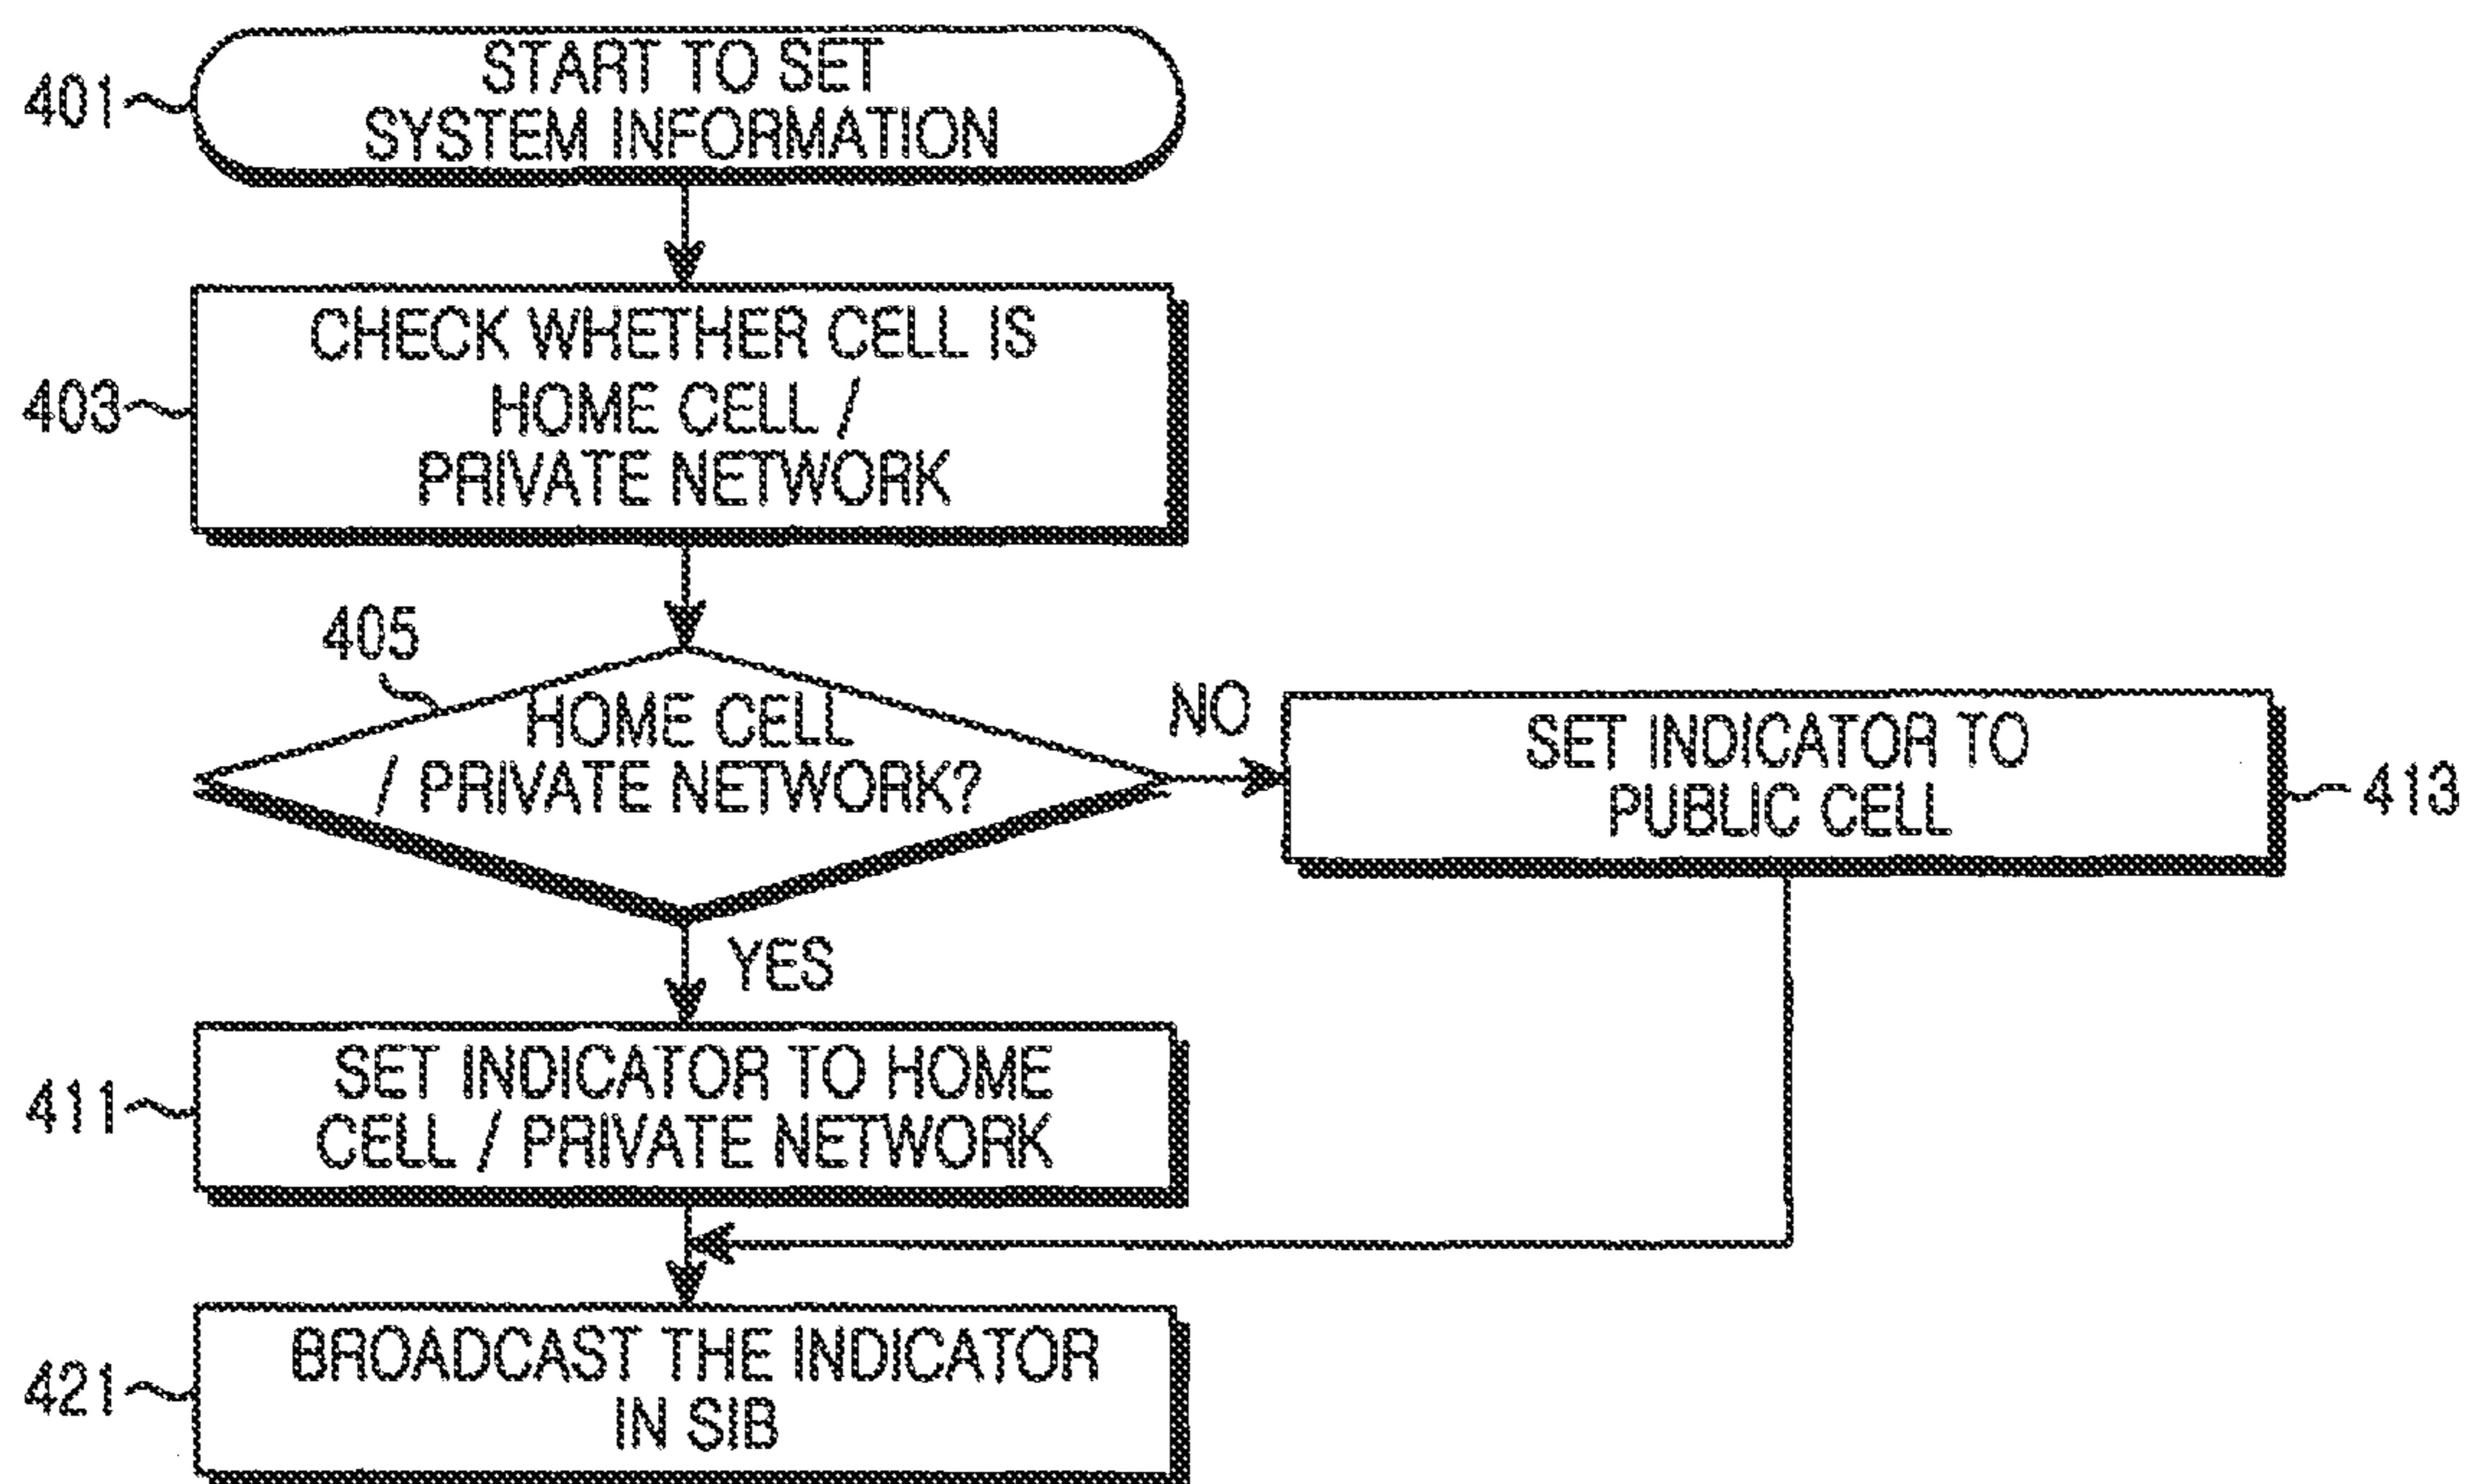 401
START TO SET
SYSTEM INFORMATION
403
CHECK WHETHER CELL IS
HOME CELL /
PRIVATE NETWORK
405
HOME CELL
/ PRIVATE NETWORK?
NO
SET INDICATOR TO
PUBLIC CELL
413
YES
411
SET INDICATOR TO HOME
CELL / PRIVATE NETWORK
421
BROADCAST THE INDICATOR
IN SIB